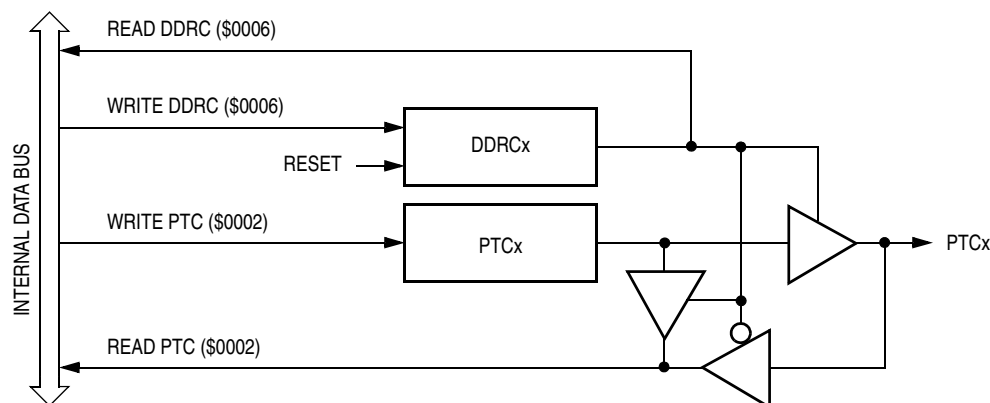 READ DDRC ($0006)
WRITE DDRC ($0006)
DDRCx
RESET
WRITE PTC ($0002)
PTCx
PTCx
READ PTC ($0002)
INTERNAL DATA BUS